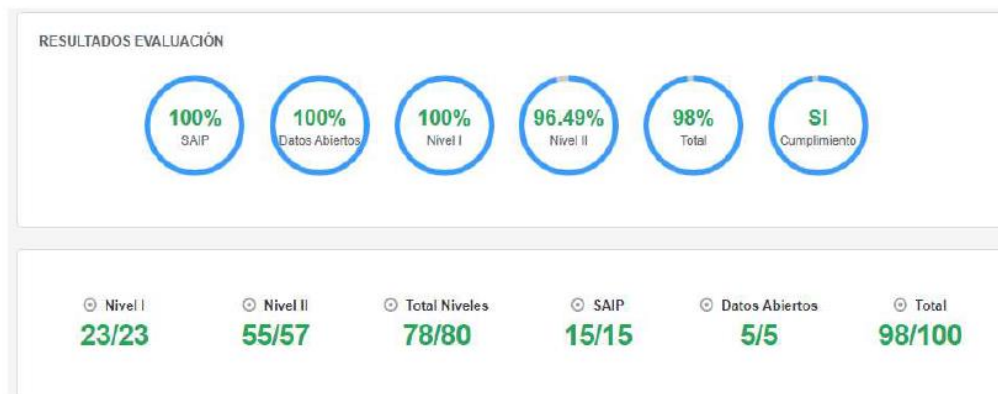 RESULTADOS EVALUACIÓN
100% 100% 100% 96.49% 98% SI
SAIP Datos Abiertos Nivel I Nivel II Total Cumplimiento
Nivel I Nivel II Total Niveles SAIP Datos Abiertos Total
23/23 55/57 78/80 15/15 5/5 98/100